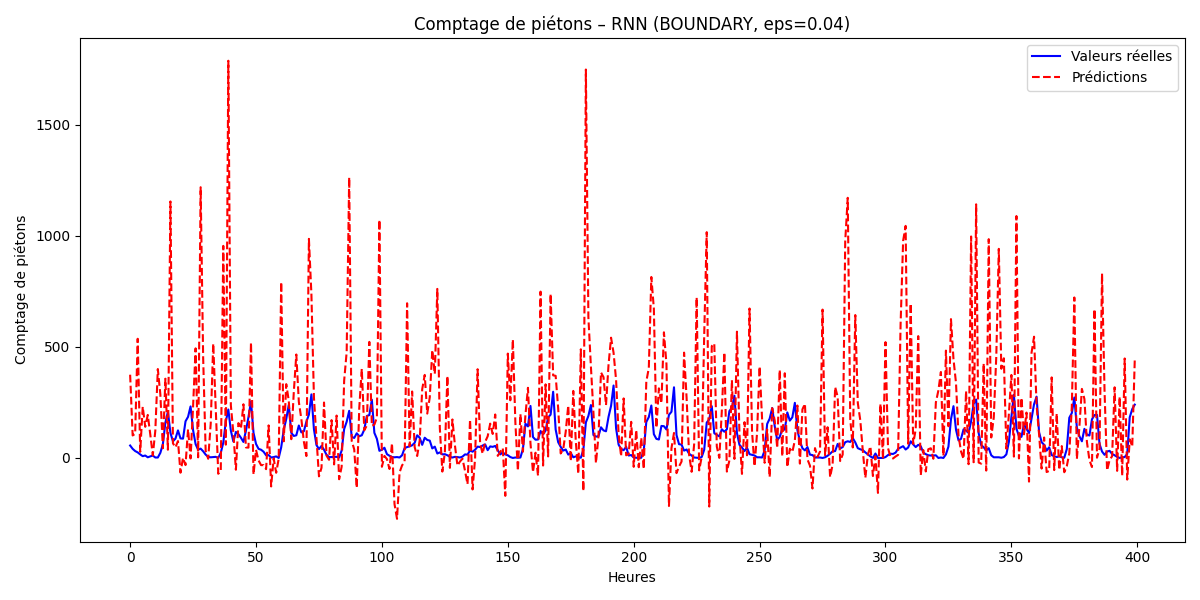 Comptage de piétons – RNN (BOUNDARY, eps=0.04)
Valeurs réelles
Prédictions
Comptage de piétons
1500
1000
500
0
0 50 100 150 200 250 300 350 400
Heures